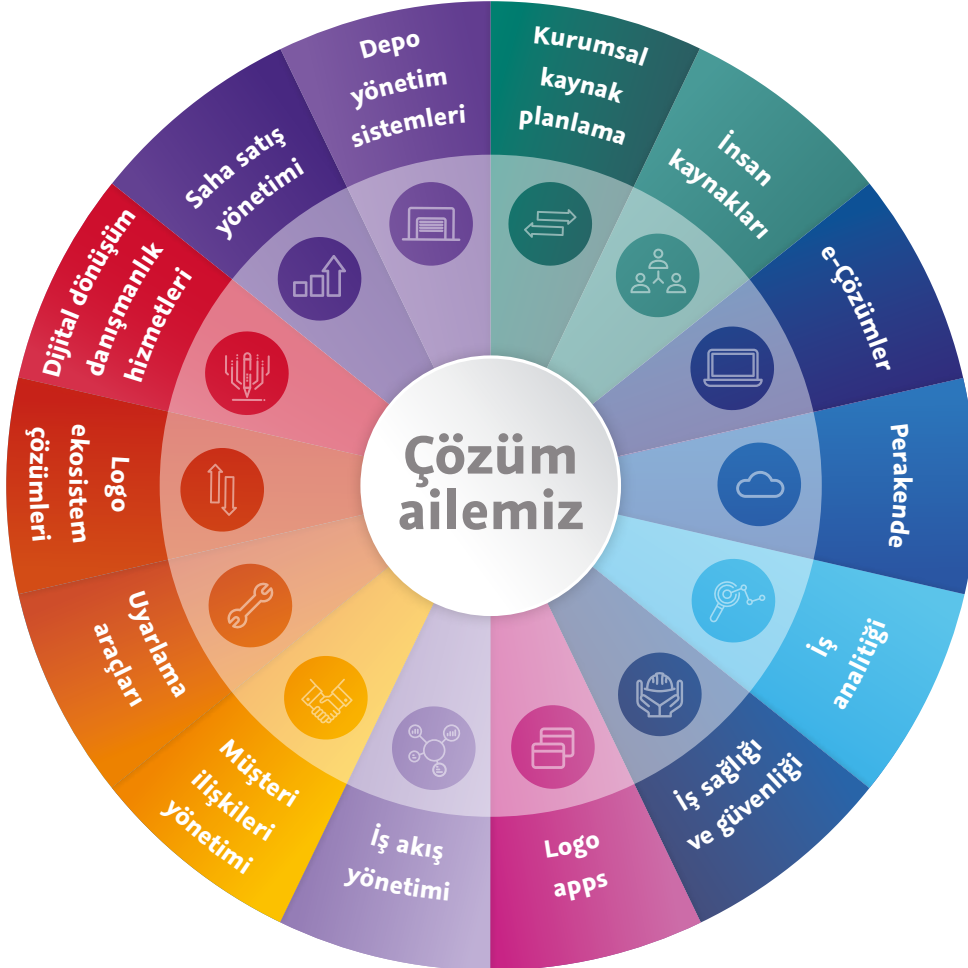 Çözüm
ailemiz
Kurumsal
kaynak
planlama
İnsan
kaynakları
e-Çözümler
Perakende
İş
analitiği
İş sağlığı
ve güvenliği
Logo
apps
İş akış
yönetimi
Müşteri
ilişkileri
yönetimi
Uyarlama
araçları
Logo
ekosistem
çözümleri
Dijital dönüşüm
danışmanlık
hizmetleri
Saha satış
yönetimi
Depo
yönetim
sistemleri